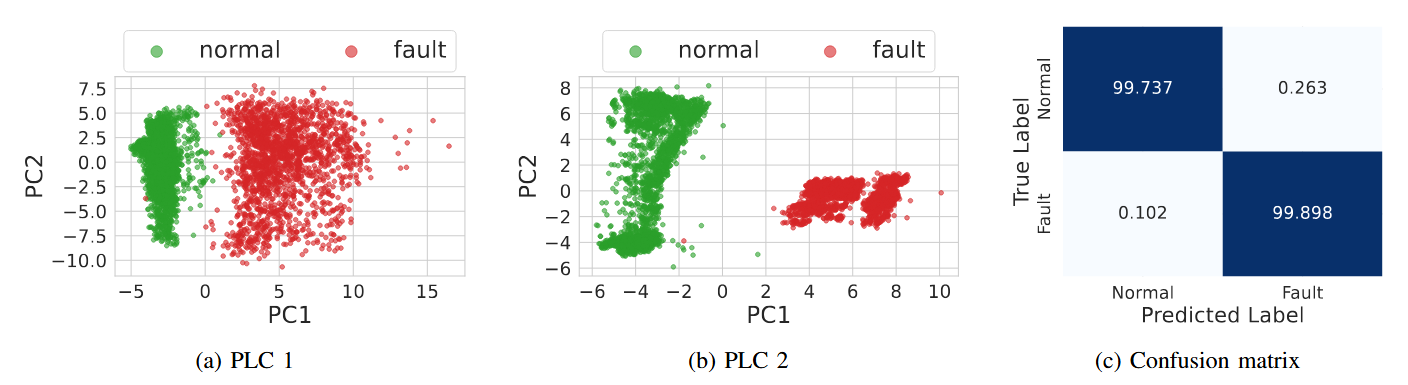 normal fault
PC2
7.5
5.0
2.5
0.0
−2.5
−5.0
−7.5
−10.0
−5 0 5 10 15
PC1
(a) PLC 1
normal fault
PC2
8
6
4
2
0
−2
−4
−6
−6 −4 −2 0 2 4 6 8 10
PC1
(b) PLC 2
True Label
Normal
Fault
99.737 0.263
0.102 99.898
Normal Fault
Predicted Label
(c) Confusion matrix